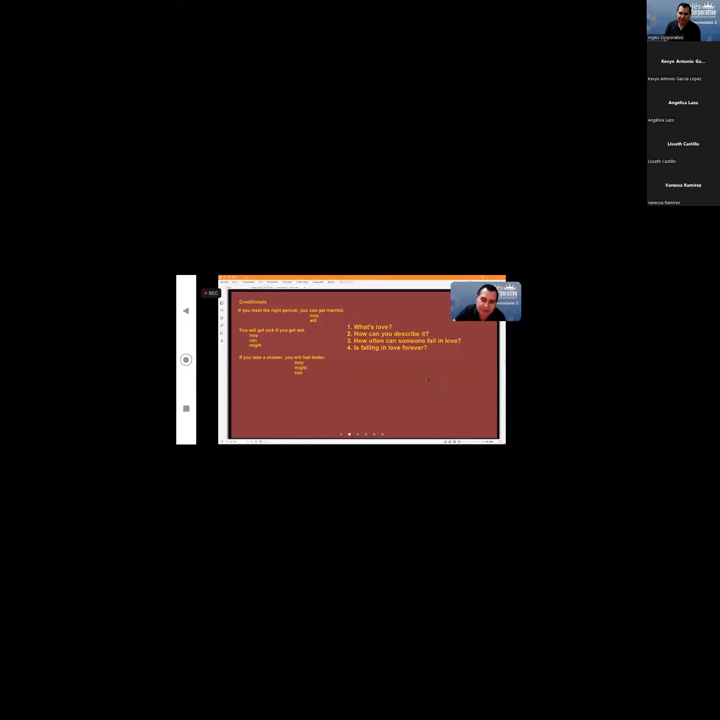 Inglés Corporativo
Kevyn Antonio Ga...
Kevyn Antonio García López
Angélica Lazo
Angélica Lazo
Lisseth Castillo
Lisseth Castillo
Vanessa Ramirez
Vanessa Ramirez
REC
Conditionals
If you meet the right person, you can get married.
may
will
You will get sick if you get wet.
may
can
might
If you take a shower, you will feel better.
may
might
can
1. What's love?
2. How can you describe it?
3. How often can someone fall in love?
4. Is falling in love forever?